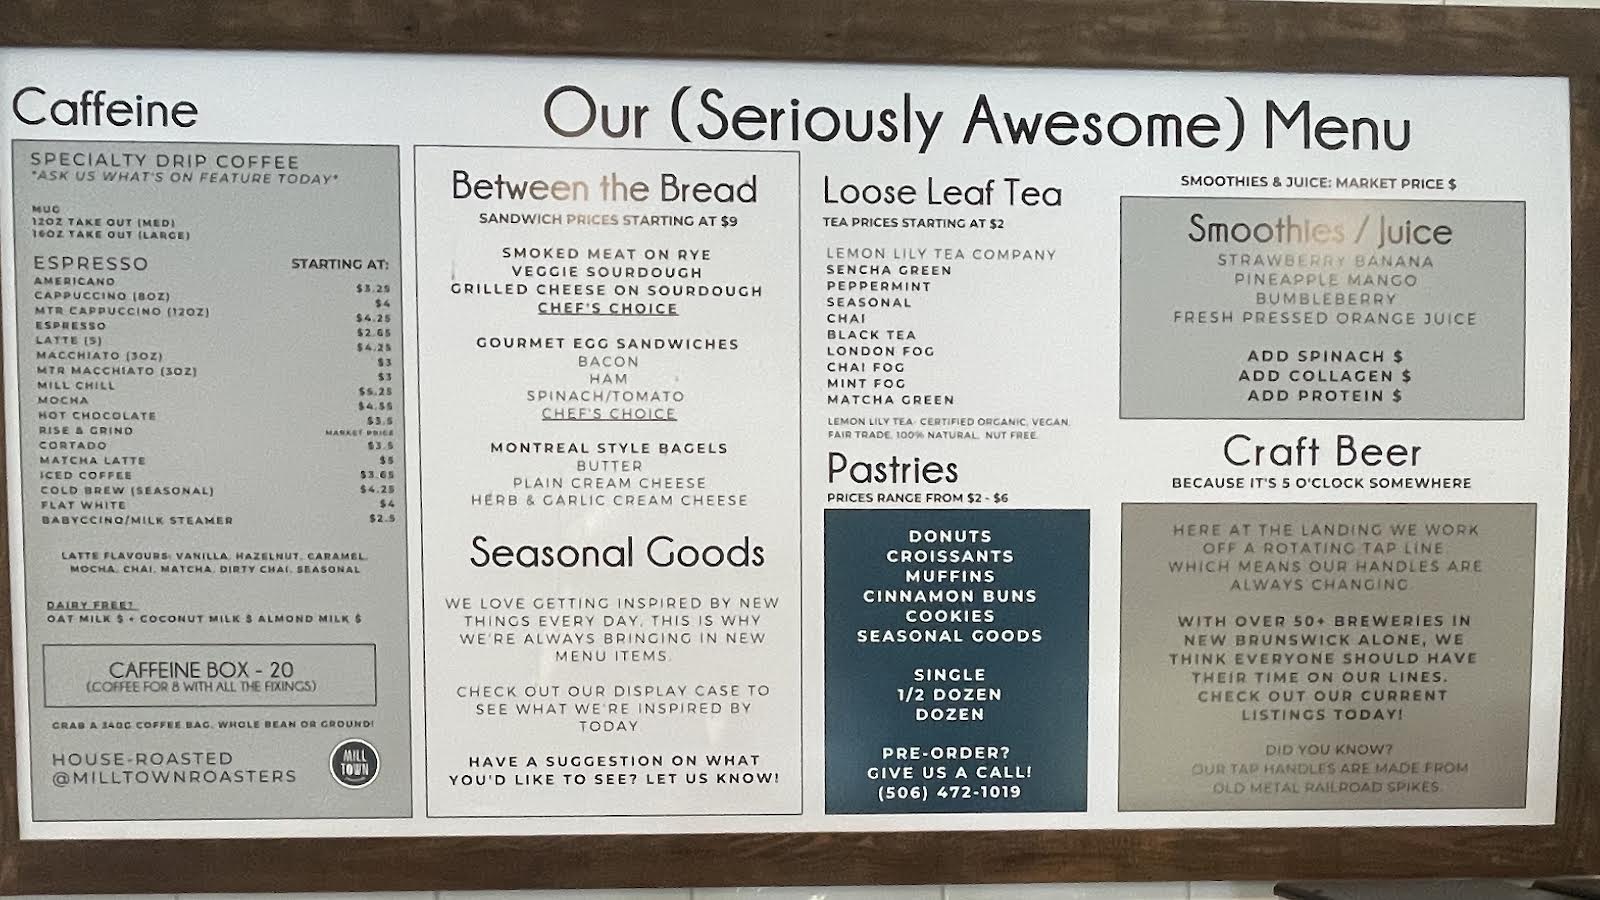 Caffeine
SPECIALTY DRIP COFFEE
*ASK US WHAT'S ON FEATURE TODAY*
MUG
12OZ TAKE OUT (MED)
16OZ TAKE OUT (LARGE)
ESPRESSO STARTING AT:
AMERICANO $3.25
CAPPUCCINO (8OZ) $4
MTR CAPPUCCINO (12OZ) $4.25
ESPRESSO $2.65
LATTE (S) $4.25
MACCHIATO (3OZ) $3
MTR MACCHIATO (3OZ) $3
MILL CHILL $5.25
MOCHA $4.55
HOT CHOCOLATE $3.5
RISE & GRIND MARKET PRICE
CORTADO $3.5
MATCHA LATTE $5
ICED COFFEE $3.65
COLD BREW (SEASONAL) $4.25
FLAT WHITE $4
BABYCCINO/MILK STEAMER $2.5
LATTE FLAVOURS: VANILLA, HAZELNUT, CARAMEL,
MOCHA, CHAI, MATCHA, DIRTY CHAI, SEASONAL
DAIRY FREE?
OAT MILK $ + COCONUT MILK $ ALMOND MILK $
CAFFEINE BOX - 20
(COFFEE FOR 8 WITH ALL THE FIXINGS)
GRAB A 340G COFFEE BAG, WHOLE BEAN OR GROUND!
HOUSE-ROASTED
@MILLTOWNROASTERS
MILL
TOWN
Our (Seriously Awesome) Menu
Between the Bread
SANDWICH PRICES STARTING AT $9
SMOKED MEAT ON RYE
VEGGIE SOURDOUGH
GRILLED CHEESE ON SOURDOUGH
CHEF'S CHOICE
GOURMET EGG SANDWICHES
BACON
HAM
SPINACH/TOMATO
CHEF'S CHOICE
MONTREAL STYLE BAGELS
BUTTER
PLAIN CREAM CHEESE
HERB & GARLIC CREAM CHEESE
Seasonal Goods
WE LOVE GETTING INSPIRED BY NEW
THINGS EVERY DAY, THIS IS WHY
WE'RE ALWAYS BRINGING IN NEW
MENU ITEMS.
CHECK OUT OUR DISPLAY CASE TO
SEE WHAT WE'RE INSPIRED BY
TODAY
HAVE A SUGGESTION ON WHAT
YOU'D LIKE TO SEE? LET US KNOW!
Loose Leaf Tea
TEA PRICES STARTING AT $2
LEMON LILY TEA COMPANY
SENCHA GREEN
PEPPERMINT
SEASONAL
CHAI
BLACK TEA
LONDON FOG
CHAI FOG
MINT FOG
MATCHA GREEN
LEMON LILY TEA- CERTIFIED ORGANIC, VEGAN,
FAIR TRADE, 100% NATURAL, NUT FREE.
Pastries
PRICES RANGE FROM $2 - $6
DONUTS
CROISSANTS
MUFFINS
CINNAMON BUNS
COOKIES
SEASONAL GOODS
SINGLE
1/2 DOZEN
DOZEN
PRE-ORDER?
GIVE US A CALL!
(506) 472-1019
SMOOTHIES & JUICE: MARKET PRICE $
Smoothies / Juice
STRAWBERRY BANANA
PINEAPPLE MANGO
BUMBLEBERRY
FRESH PRESSED ORANGE JUICE
ADD SPINACH $
ADD COLLAGEN $
ADD PROTEIN $
Craft Beer
BECAUSE IT'S 5 O'CLOCK SOMEWHERE
HERE AT THE LANDING WE WORK
OFF A ROTATING TAP LINE,
WHICH MEANS OUR HANDLES ARE
ALWAYS CHANGING.
WITH OVER 50+ BREWERIES IN
NEW BRUNSWICK ALONE, WE
THINK EVERYONE SHOULD HAVE
THEIR TIME ON OUR LINES.
CHECK OUT OUR CURRENT
LISTINGS TODAY!
DID YOU KNOW?
OUR TAP HANDLES ARE MADE FROM
OLD METAL RAILROAD SPIKES.